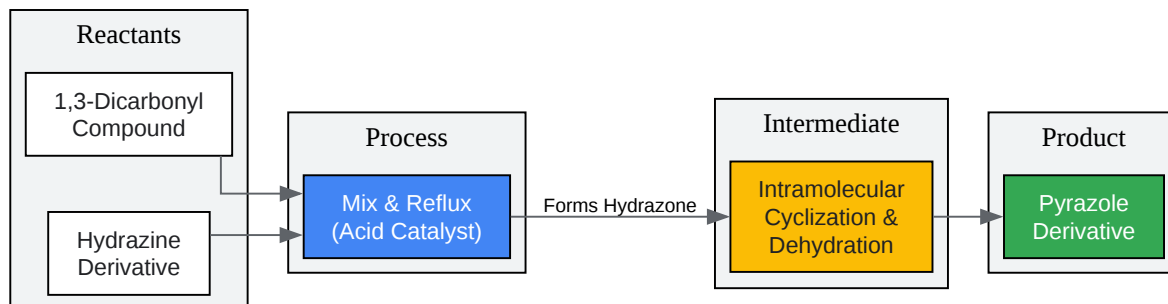 Reactants
1,3-Dicarbonyl
Compound
Hydrazine
Derivative
Process
Mix & Reflux
(Acid Catalyst)
Forms Hydrazone
Intermediate
Intramolecular
Cyclization &
Dehydration
Product
Pyrazole
Derivative